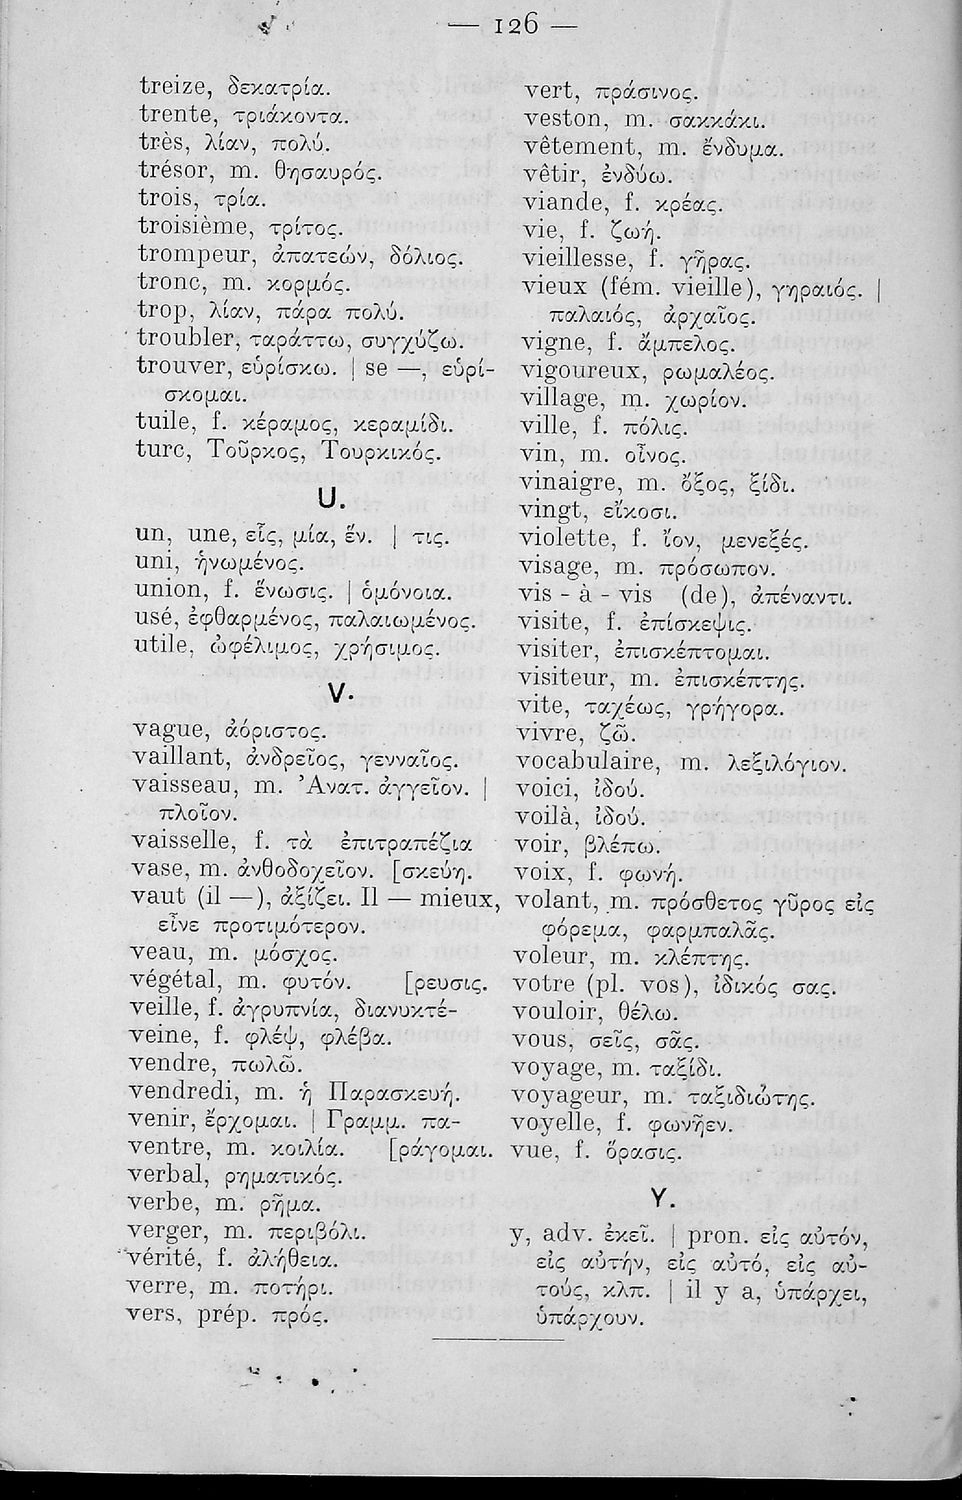 — 126 —
treize, δεκατρία.
trente, τριάκοντα.
très, λίαν, πολύ.
trésor, m. θησαυρός.
trois, τρία.
troisième, τρίτος.
trompeur, ἀπατεών, δόλιος.
tronc, m. κορμός.
trop, λίαν, πάρα πολύ.
troubler, ταράττω, συγχύζω.
trouver, εὑρίσκω. | se —, εὑρί-
σκομαι.
tuile, f. κέραμος, κεραμίδι.
turc, Τοῦρκος, Τουρκικός.
U.
un, une, εἷς, μία, ἕν. | τις.
uni, ἡνωμένος.
union, f. ἕνωσις. | ὁμόνοια.
usé, ἐφθαρμένος, παλαιωμένος.
utile, ὠφέλιμος, χρήσιμος.
V.
vague, ἀόριστος.
vaillant, ἀνδρεῖος, γενναῖος.
vaisseau, m. Ἀνατ. ἀγγεῖον. |
πλοῖον.
vaisselle, f. τὰ ἐπιτραπέζια
vase, m. ἀνθοδοχεῖον. [σκεύη.
vaut (il —), ἀξίζει. Il — mieux,
εἶνε προτιμότερον.
veau, m. μόσχος.
végétal, m. φυτόν. [ρευσις.
veille, f. ἀγρυπνία, διανυκτέ-
veine, f. φλέψ, φλέβα.
vendre, πωλῶ.
vendredi, m. ἡ Παρασκευή.
venir, ἔρχομαι. | Γραμμ. πα-
ventre, m. κοιλία. [ράγομαι.
verbal, ρηματικός.
verbe, m. ρῆμα.
verger, m. περιβόλι.
vérité, f. ἀλήθεια.
verre, m. ποτήρι.
vers, prép. πρός.
vert, πράσινος.
veston, m. σακκάκι.
vêtement, m. ἔνδυμα.
vêtir, ἐνδύω.
viande, f. κρέας.
vie, f. ζωή.
vieillesse, f. γῆρας.
vieux (fém. vieille), γηραιός. |
παλαιός, ἀρχαῖος.
vigne, f. ἄμπελος.
vigoureux, ρωμαλέος.
village, m. χωρίον.
ville, f. πόλις.
vin, m. οἶνος.
vinaigre, m. ὄξος, ξίδι.
vingt, εἴκοσι.
violette, f. ἴον, μενεξές.
visage, m. πρόσωπον.
vis - à - vis (de), ἀπέναντι.
visite, f. ἐπίσκεψις.
visiter, ἐπισκέπτομαι.
visiteur, m. ἐπισκέπτης.
vite, ταχέως, γρήγορα.
vivre, ζῶ.
vocabulaire, m. λεξιλόγιον.
voici, ἰδού.
voilà, ἰδού.
voir, βλέπω.
voix, f. φωνή.
volant, m. πρόσθετος γῦρος εἰς
φόρεμα, φαρμπαλᾶς.
voleur, m. κλέπτης.
votre (pl. vos), ἰδικός σας.
vouloir, θέλω.
vous, σεῖς, σᾶς.
voyage, m. ταξίδι.
voyageur, m. ταξιδιώτης.
voyelle, f. φωνῆεν.
vue, f. ὅρασις.
Y.
y, adv. ἐκεῖ. | pron. εἰς αὐτόν,
εἰς αὐτήν, εἰς αὐτό, εἰς αὐ-
τούς, κλπ. | il y a, ὑπάρχει,
ὑπάρχουν.